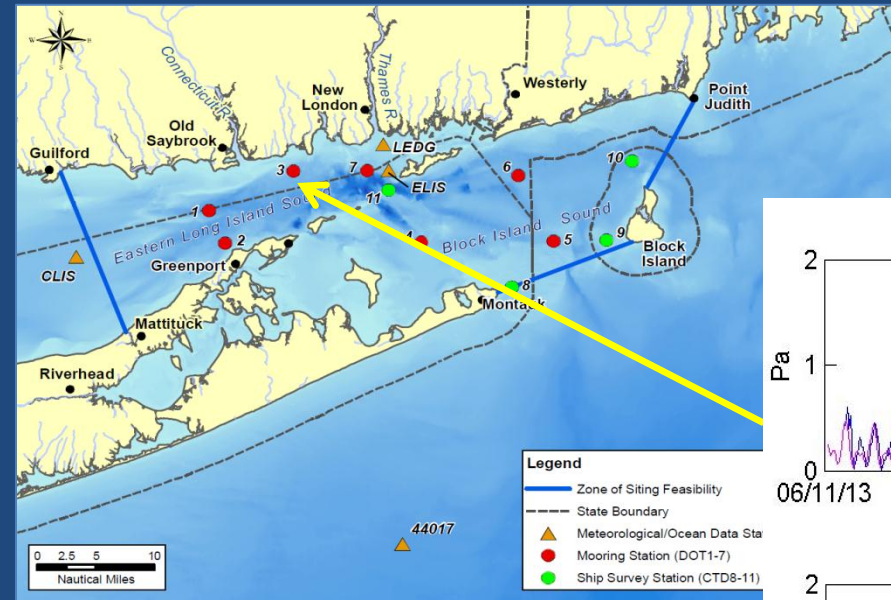 N
Connecticut R.
Thames R.
New
London
Westerly
Point
Judith
Old
Saybrook
Guilford
LEDG
ELIS
3
7
6
10
11
1
2
4
5
9
8
Eastern Long Island Sound
Block Island Sound
Greenport
CLIS
Block
Island
Montauk
Mattituck
Riverhead
44017
0 2.5 5 10
Nautical Miles
Legend
Zone of Siting Feasibility
State Boundary
Meteorological/Ocean Data Sta
Mooring Station (DOT1-7)
Ship Survey Station (CTD8-11)
2
Pa
1
0
06/11/13
2